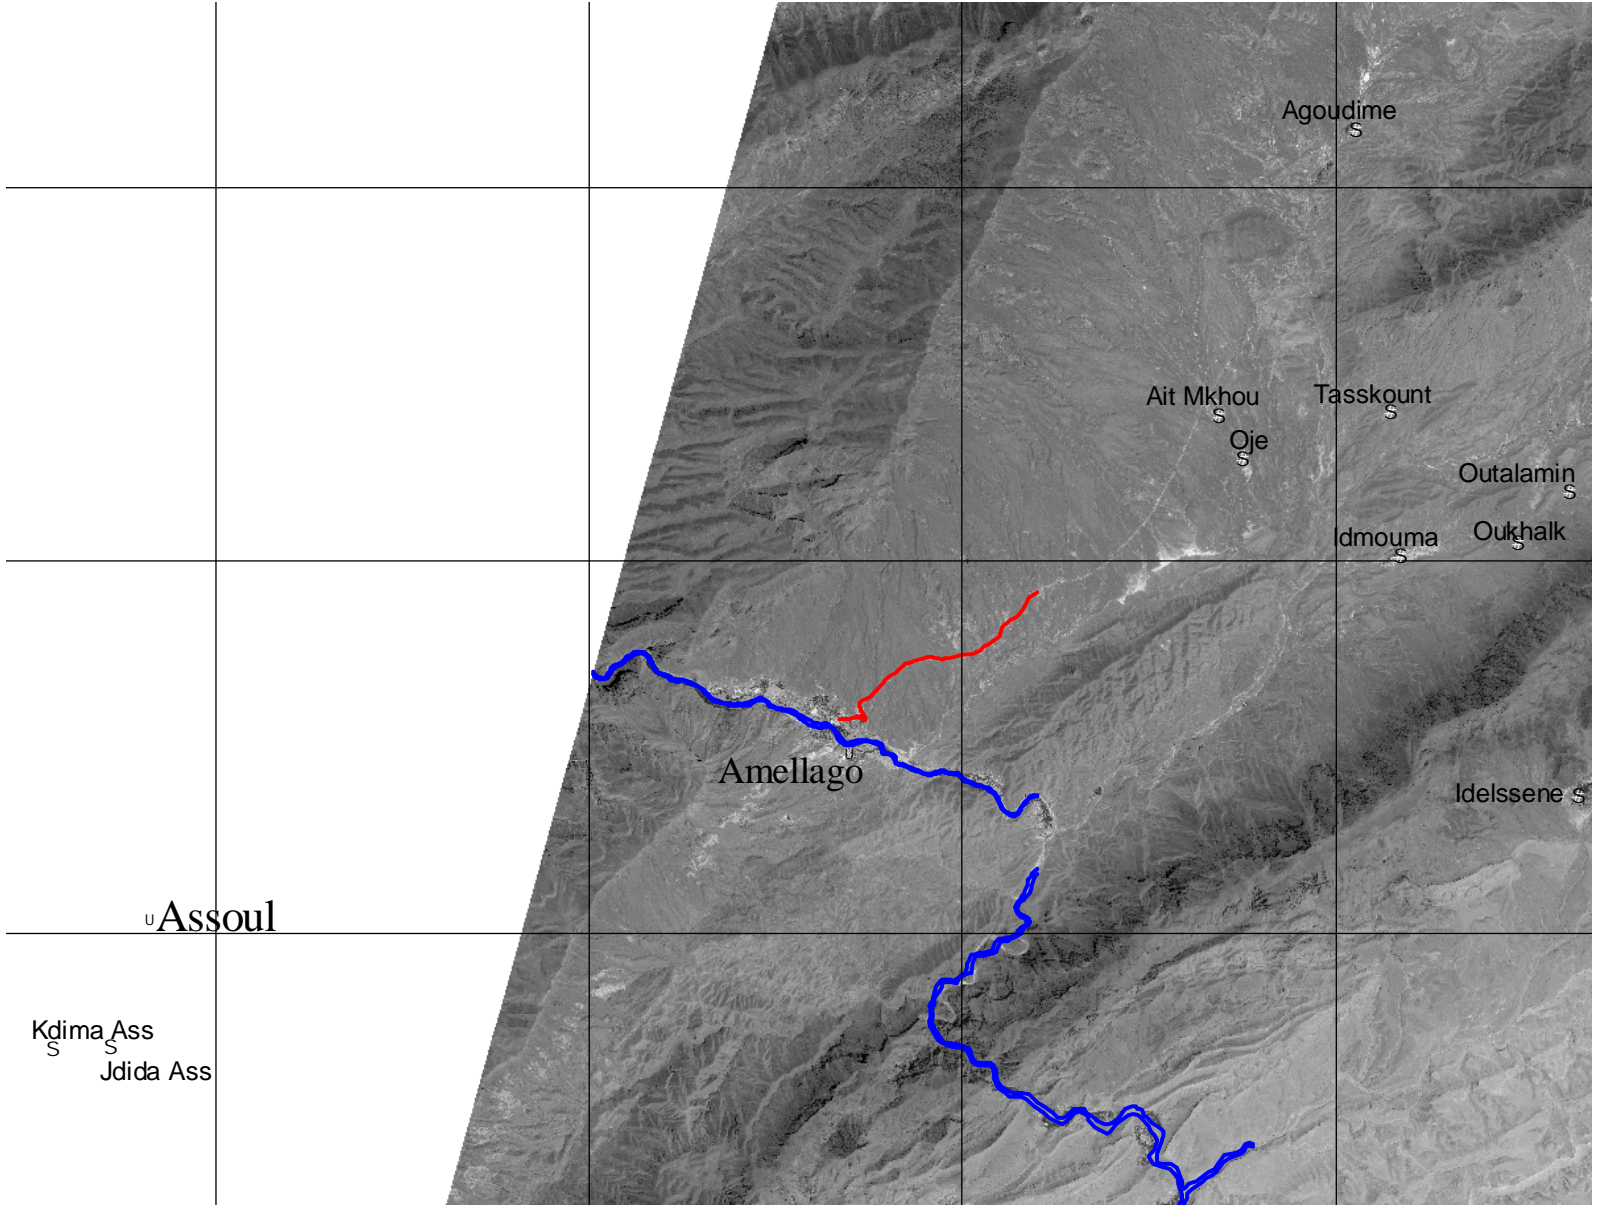 Agoudime
S
Ait Mkhou
S
Tasskount
S
Oje
S
Outalamin
S
Oukhalk
S
Idmouma
S
U
Amellago
Idelssene S
U Assoul
Kdima Ass
S S
Jdida Ass